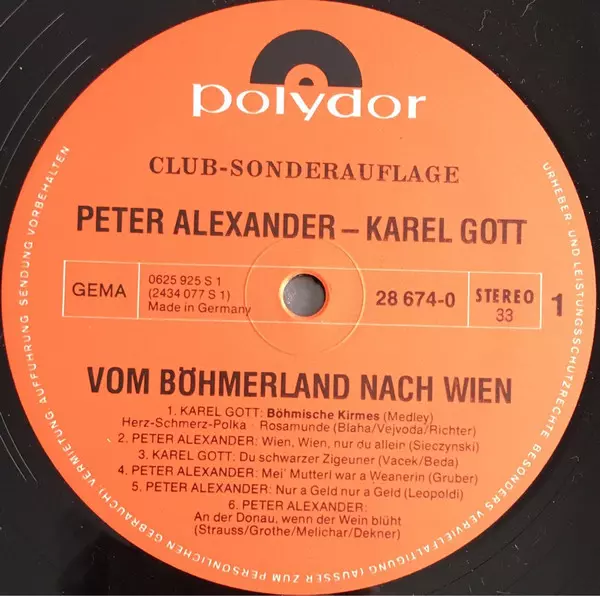 polydor
CLUB-SONDERAUFLAGE
PETER ALEXANDER – KAREL GOTT
GEMA
0625 925 S 1
(2434 077 S 1)
Made in Germany
28 674-0
STEREO
33
1
VOM BÖHMERLAND NACH WIEN
1. KAREL GOTT: Böhmische Kirmes (Medley)
Herz-Schmerz-Polka · Rosamunde (Blaha/Vejvoda/Richter)
2. PETER ALEXANDER: Wien, Wien, nur du allein (Sieczynski)
3. KAREL GOTT: Du schwarzer Zigeuner (Vacek/Beda)
4. PETER ALEXANDER: Mei' Mutterl war a Weanerin (Gruber)
5. PETER ALEXANDER: Nur a Geld nur a Geld (Leopoldi)
6. PETER ALEXANDER:
An der Donau, wenn der Wein blüht
(Strauss/Grothe/Melichar/Dekner)
URHEBER- UND LEISTUNGSSCHUTZRECHTE BESONDERS VERVIELFÄLTIGUNG (AUSSER ZUM PERSÖNLICHEN GEBRAUCH) VERMIETUNG AUFFÜHRUNG SENDUNG VORBEHALTEN